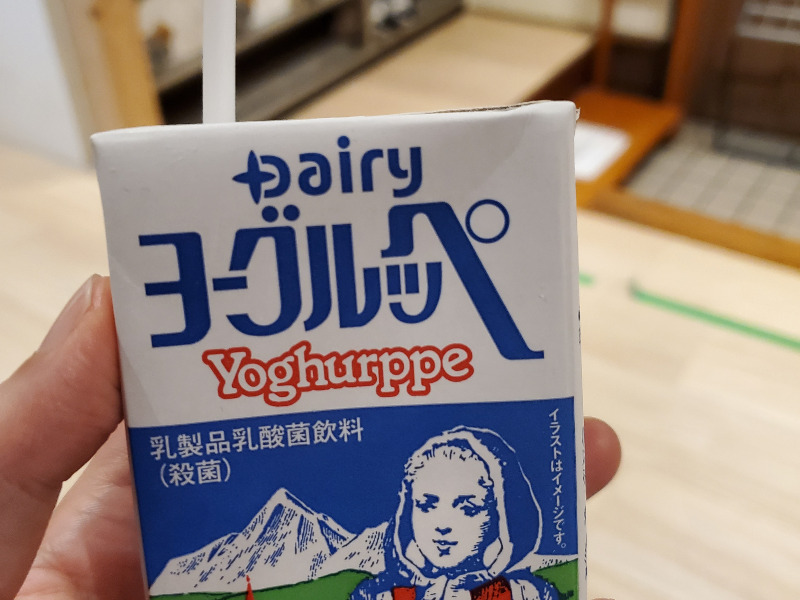 Dairy
ヨーグルッペ
Yoghurppe
乳製品乳酸菌飲料
（殺菌）
イラストはイメージです。